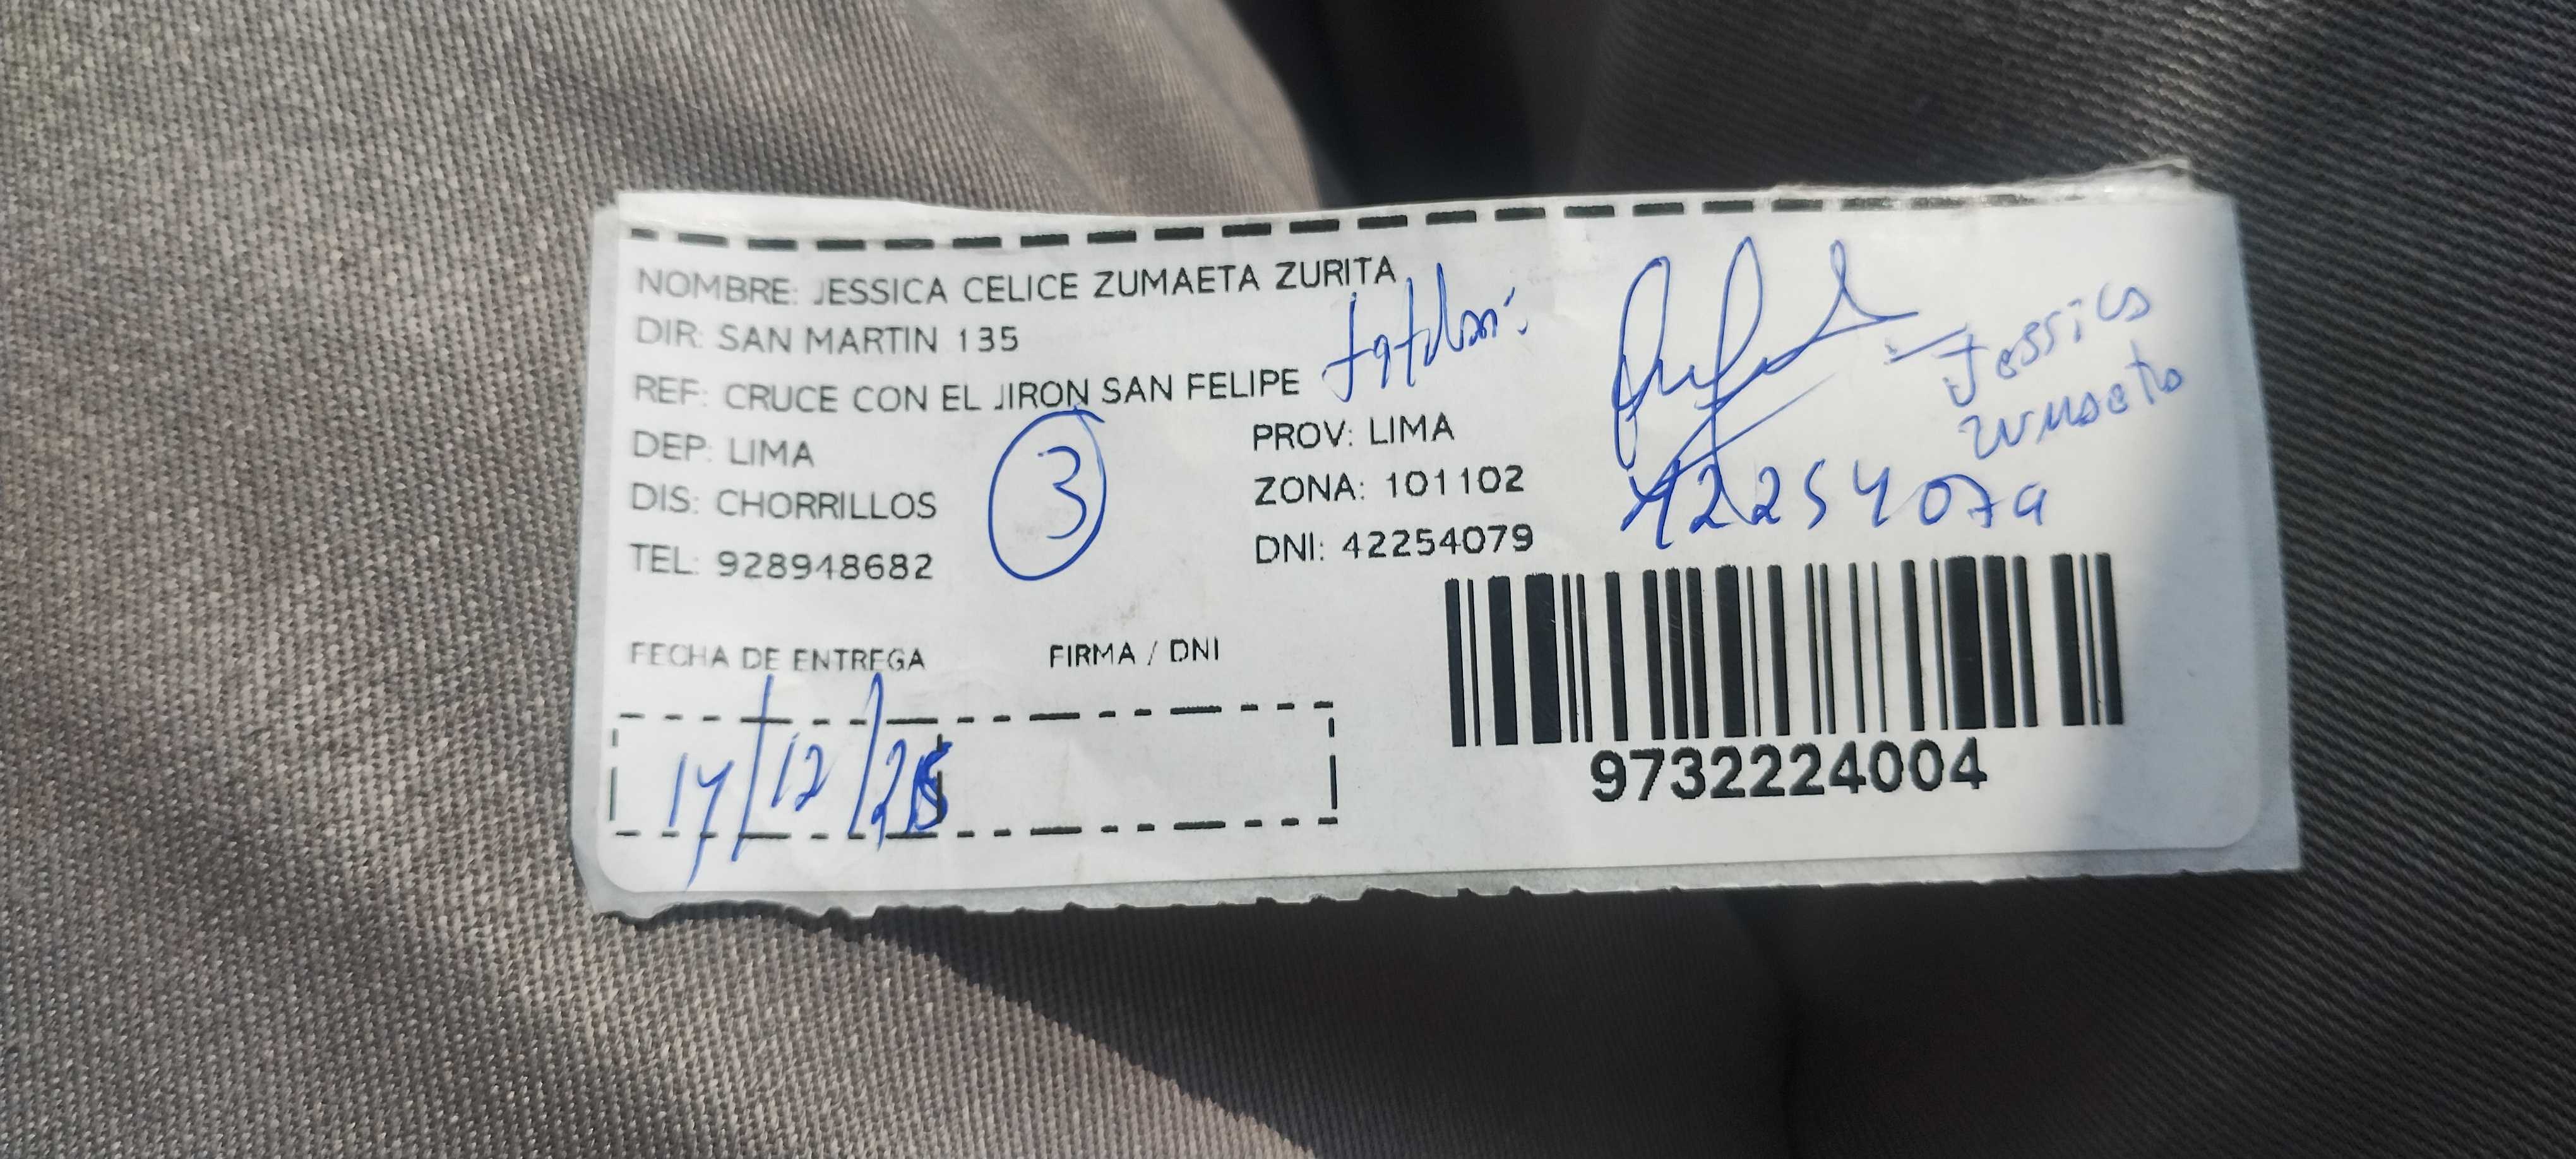 NOMBRE: JESSICA CELICE ZUMAETA ZURITA
DIR: SAN MARTIN 135
REF: CRUCE CON EL JIRON SAN FELIPE
DEP: LIMA
PROV: LIMA
DIS: CHORRILLOS
ZONA: 101102
TEL: 928948682
DNI: 42254079
3
Jessica
Zumaeta
42254079
FECHA DE ENTREGA
FIRMA / DNI
17/12/25
9732224004